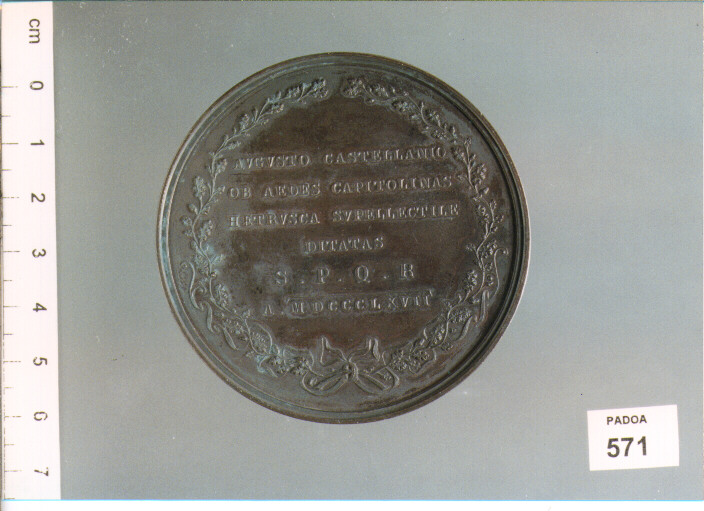 AVGVSTO CASTELLANIO
OB AEDES CAPITOLINAS
HETRVSCA SVPELLECTILE
DITATAS
S . P . Q . R
A . MDCCCLXVII
cm
0
1
2
3
4
5
6
7
PADOA
571